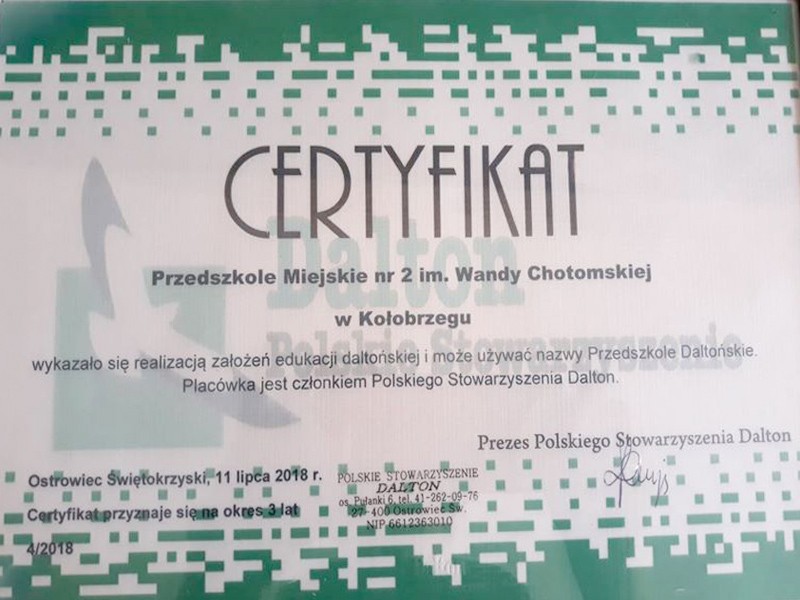 CERTYFIKAT
Dalton
Polskie Stowarzyszenie
Przedszkole Miejskie nr 2 im. Wandy Chotomskiej
w Kołobrzegu
wykazało się realizacją założeń edukacji daltońskiej i może używać nazwy Przedszkole Daltońskie.
Placówka jest członkiem Polskiego Stowarzyszenia Dalton.
Prezes Polskiego Stowarzyszenia Dalton
Ostrowiec Świętokrzyski, 11 lipca 2018 r.
Certyfikat przyznaje się na okres 3 lat
4/2018
POLSKIE STOWARZYSZENIE
DALTON
os. Pułanki 6, tel. 41-262-09-76
27-400 Ostrowiec Św.
NIP 6612363010